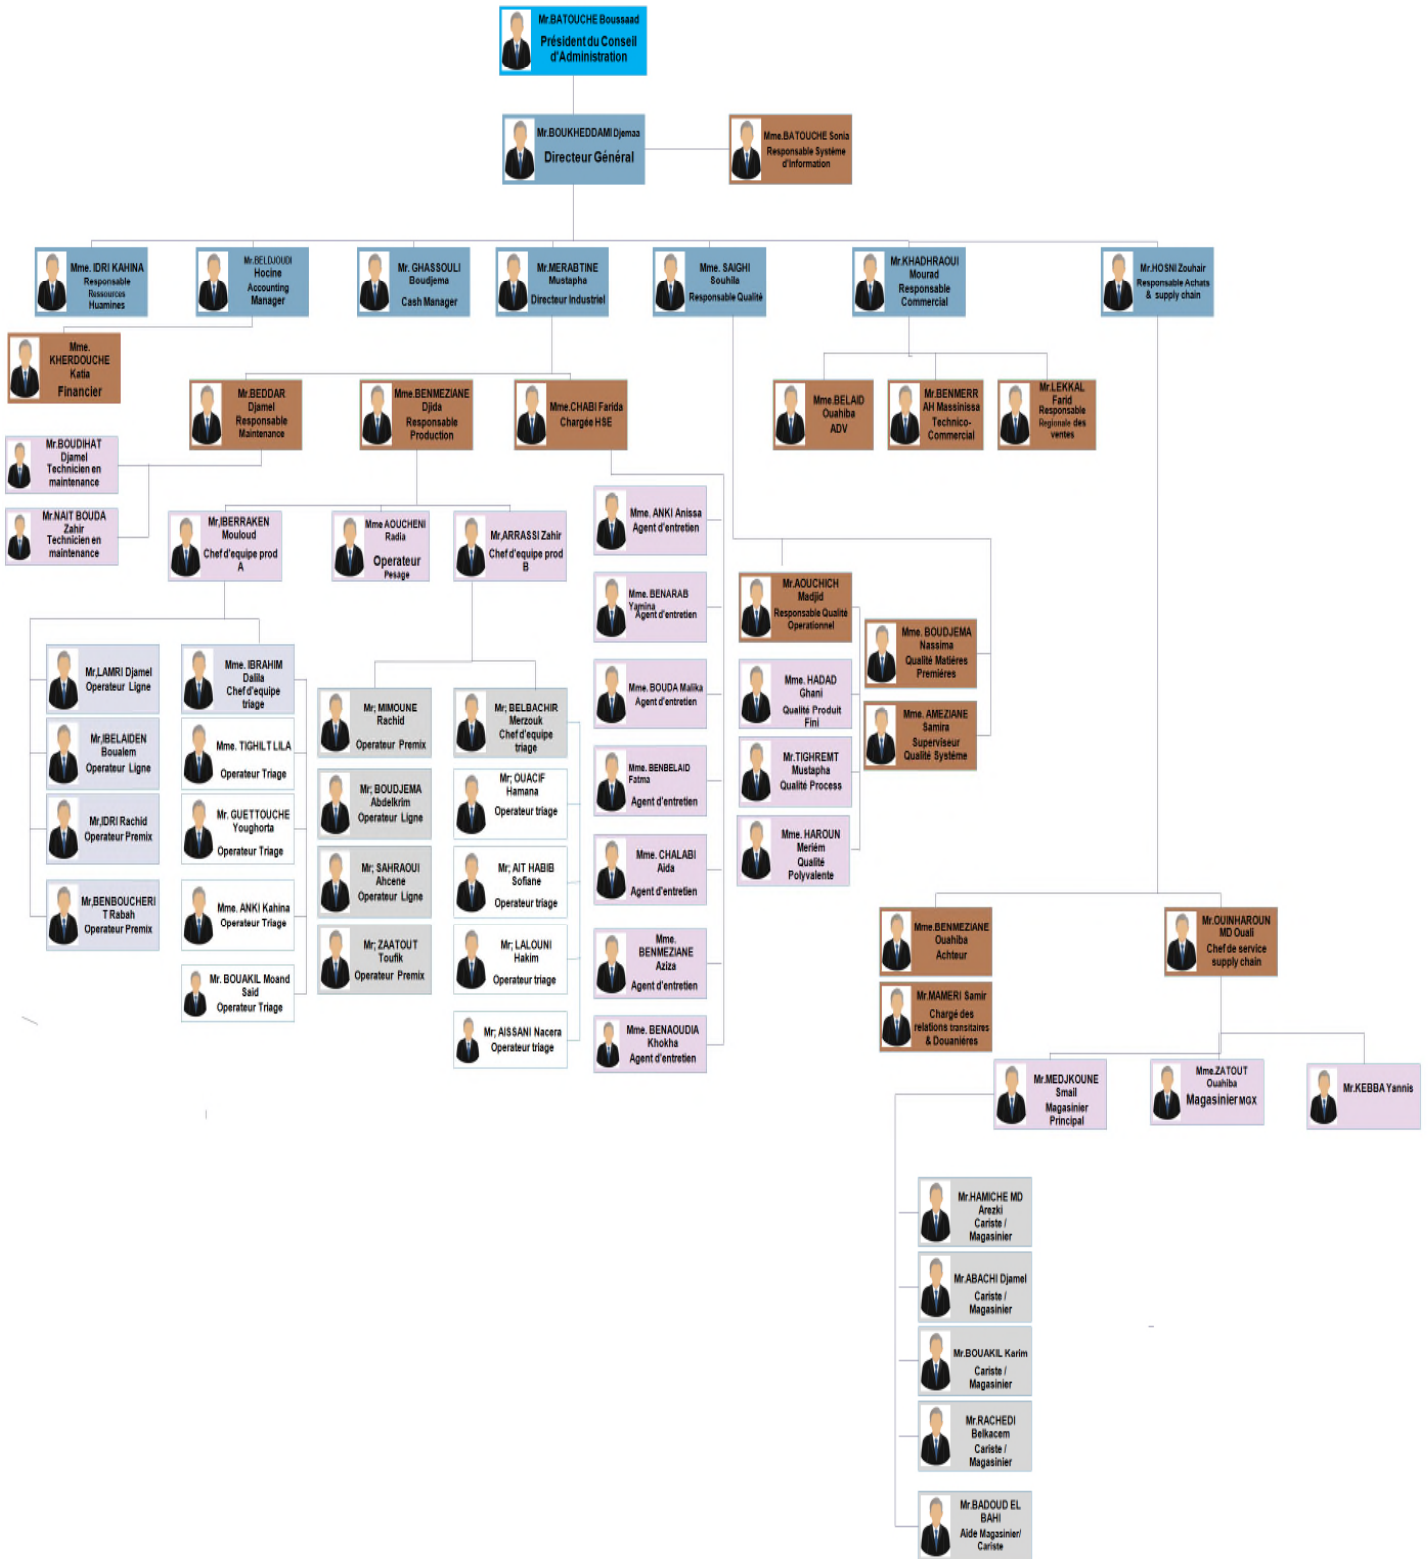 Mr.BATOUCHE Boussaad
Président du Conseil
d'Administration
Mr.BOUKHEDDAMI Djemaa
Directeur Général
Mme.BATOUCHE Sonia
Responsable Système
d'Information
Mme. IDRI KAHINA
Responsable
Ressources
Huamines
Mr.BELDJOUDI
Hocine
Accounting
Manager
Mr. GHASSOULI
Boudjema
Cash Manager
Mr.MERABTINE
Mustapha
Directeur Industriel
Mme. SAIGHI
Souhila
Responsable Qualité
Mr.KHADHRAOUI
Mourad
Responsable
Commercial
Mr.HOSNI Zouhair
Responsable Achats
& supply chain
Mme.
KHERDOUCHE
Katia
Financier
Mr.BEDDAR
Djamel
Responsable
Maintenance
Mme.BENMEZIANE
Djida
Responsable
Production
Mme.CHABI Farida
Chargée HSE
Mme.BELAID
Ouahiba
ADV
Mr.BENMERR
AH Massinissa
Technico-
Commercial
Mr.LEKKAL
Farid
Responsable
Regionale des
ventes
Mr.BOUDIHAT
Djamel
Technicien en
maintenance
Mr.NAIT BOUDA
Zahir
Technicien en
maintenance
Mr,IBERRAKEN
Mouloud
Chef d'equipe prod
A
Mme AOUCHENI
Radia
Operateur
Pesage
Mr,ARRASSI Zahir
Chef d'equipe prod
B
Mme. ANKI Anissa
Agent d'entretien
Mme. BENARAB
Yamina
Agent d'entretien
Mme. BOUDA Malika
Agent d'entretien
Mme. BENBELAID
Fatma
Agent d'entretien
Mme. CHALABI
Aida
Agent d'entretien
Mme.
BENMEZIANE
Aziza
Agent d'entretien
Mme. BENAOUDIA
Khokha
Agent d'entretien
Mr.AOUCHICH
Madjid
Responsable Qualité
Operationnel
Mme. BOUDJEMA
Nassima
Qualité Matières
Premières
Mme. HADAD
Ghani
Qualité Produit
Fini
Mme. AMEZIANE
Samira
Superviseur
Qualité Système
Mr.TIGHREMT
Mustapha
Qualité Process
Mme. HAROUN
Meriém
Qualité
Polyvalente
Mr,LAMRI Djamel
Operateur Ligne
Mr,IBELAIDEN
Boualem
Operateur Ligne
Mr,IDRI Rachid
Operateur Premix
Mr,BENBOUCHERI
T Rabah
Operateur Premix
Mme. IBRAHIM
Dalila
Chef d'equipe
triage
Mme. TIGHILT LILA
Operateur Triage
Mr. GUETTOUCHE
Youghorta
Operateur Triage
Mme. ANKI Kahina
Operateur Triage
Mr. BOUAKIL Moand
Said
Operateur Triage
Mr; MIMOUNE
Rachid
Operateur Premix
Mr; BOUDJEMA
Abdelkrim
Operateur Ligne
Mr; SAHRAOUI
Ahcene
Operateur Ligne
Mr; ZAATOUT
Toufik
Operateur Premix
Mr; BELBACHIR
Merzouk
Chef d'equipe
triage
Mr; OUACIF
Hamana
Operateur triage
Mr; AIT HABIB
Sofiane
Operateur triage
Mr; LALOUNI
Hakim
Operateur triage
Mr; AISSANI Nacera
Operateur triage
Mme.BENMEZIANE
Ouahiba
Achteur
Mr.OUINHAROUN
MD Ouali
Chef de service
supply chain
Mr.MAMERI Samir
Chargé des
relations transitaires
& Douanières
Mr.MEDJKOUNE
Smail
Magasinier
Principal
Mme.ZATOUT
Ouahiba
Magasinier MGX
Mr.KEBBA Yannis
Mr.HAMICHE MD
Arezki
Cariste /
Magasinier
Mr.ABACHI Djamel
Cariste /
Magasinier
Mr.BOUAKIL Karim
Cariste /
Magasinier
Mr.RACHEDI
Belkacem
Cariste /
Magasinier
Mr.BADOUD EL
BAHI
Aide Magasinier/
Cariste